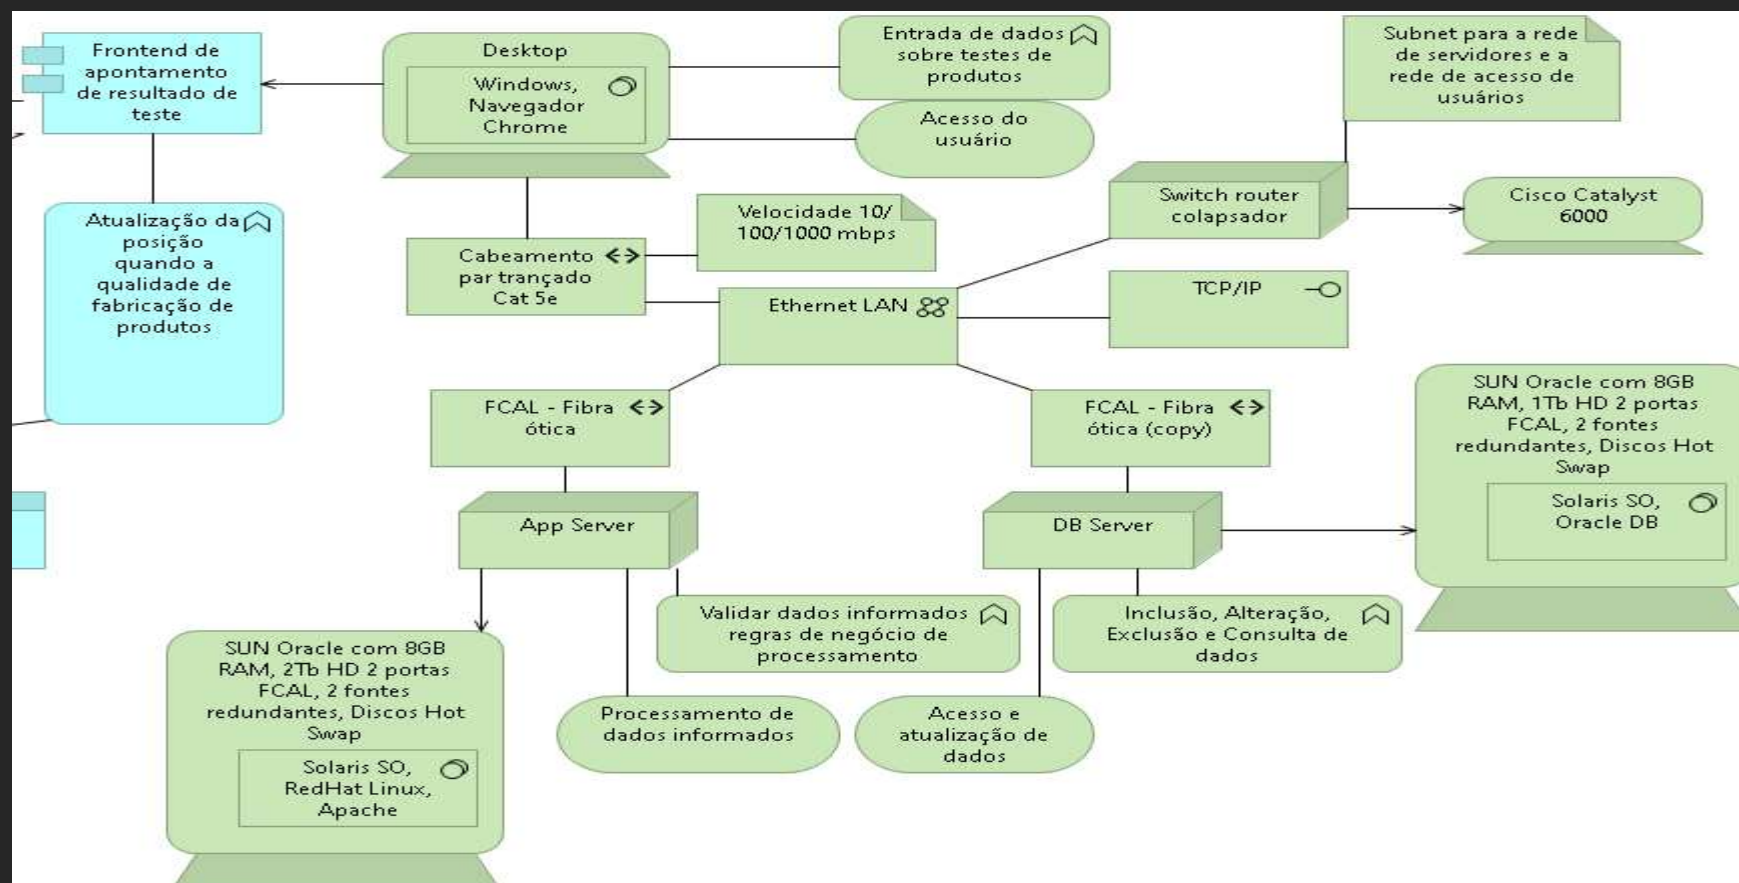 Frontend de
apontamento
de resultado de
teste
Desktop
Windows,
Navegador
Chrome
Entrada de dados
sobre testes de
produtos
Acesso do
usuário
Subnet para a rede
de servidores e a
rede de acesso de
usuários
Switch router
colapsador
Cisco Catalyst
6000
Atualização da
posição
quando a
qualidade de
fabricação de
produtos
Velocidade 10/
100/1000 mbps
Cabeamento
par trançado
Cat 5e
Ethernet LAN
TCP/IP
FCAL - Fibra
ótica
FCAL - Fibra
ótica (copy)
SUN Oracle com 8GB
RAM, 1Tb HD 2 portas
FCAL, 2 fontes
redundantes, Discos Hot
Swap
Solaris SO,
Oracle DB
App Server
DB Server
Validar dados informados
regras de negócio de
processamento
Inclusão, Alteração,
Exclusão e Consulta de
dados
SUN Oracle com 8GB
RAM, 2Tb HD 2 portas
FCAL, 2 fontes
redundantes, Discos Hot
Swap
Solaris SO,
RedHat Linux,
Apache
Processamento de
dados informados
Acesso e
atualização de
dados